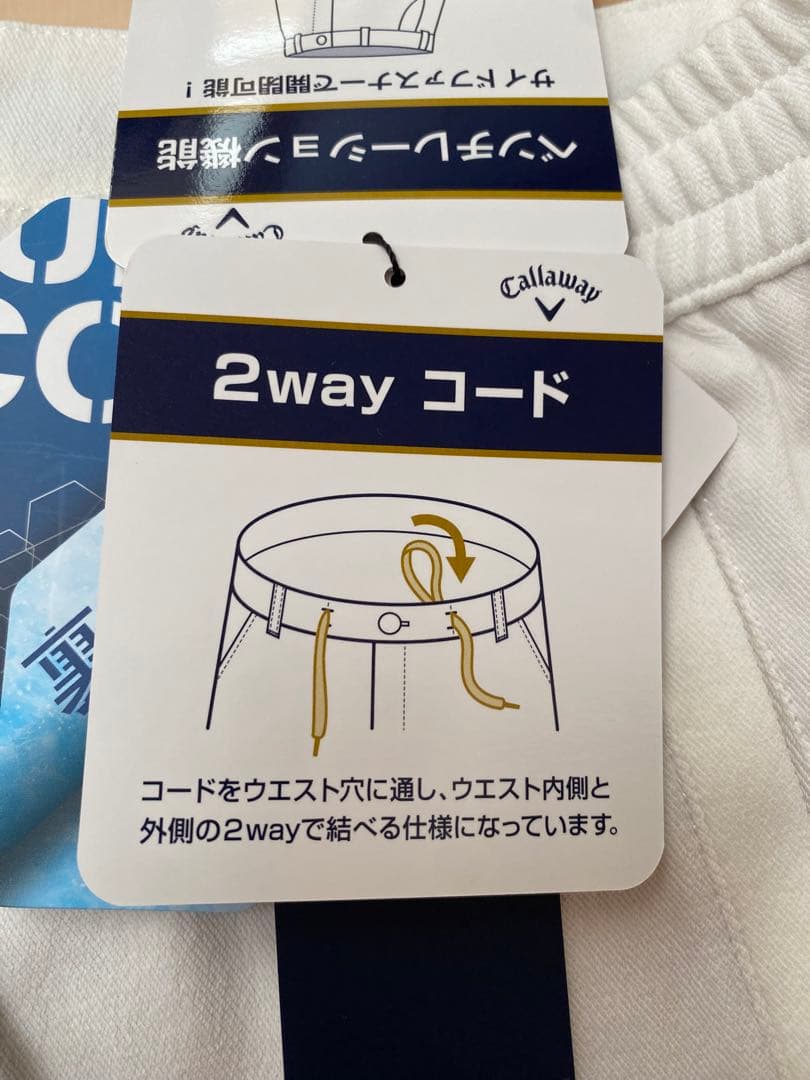 サイドファスナーで開閉可能!
ベンチレーション機能
Callaway
2way コード
コードをウエスト穴に通し、ウエスト内側と
外側の2wayで結べる仕様になっています。